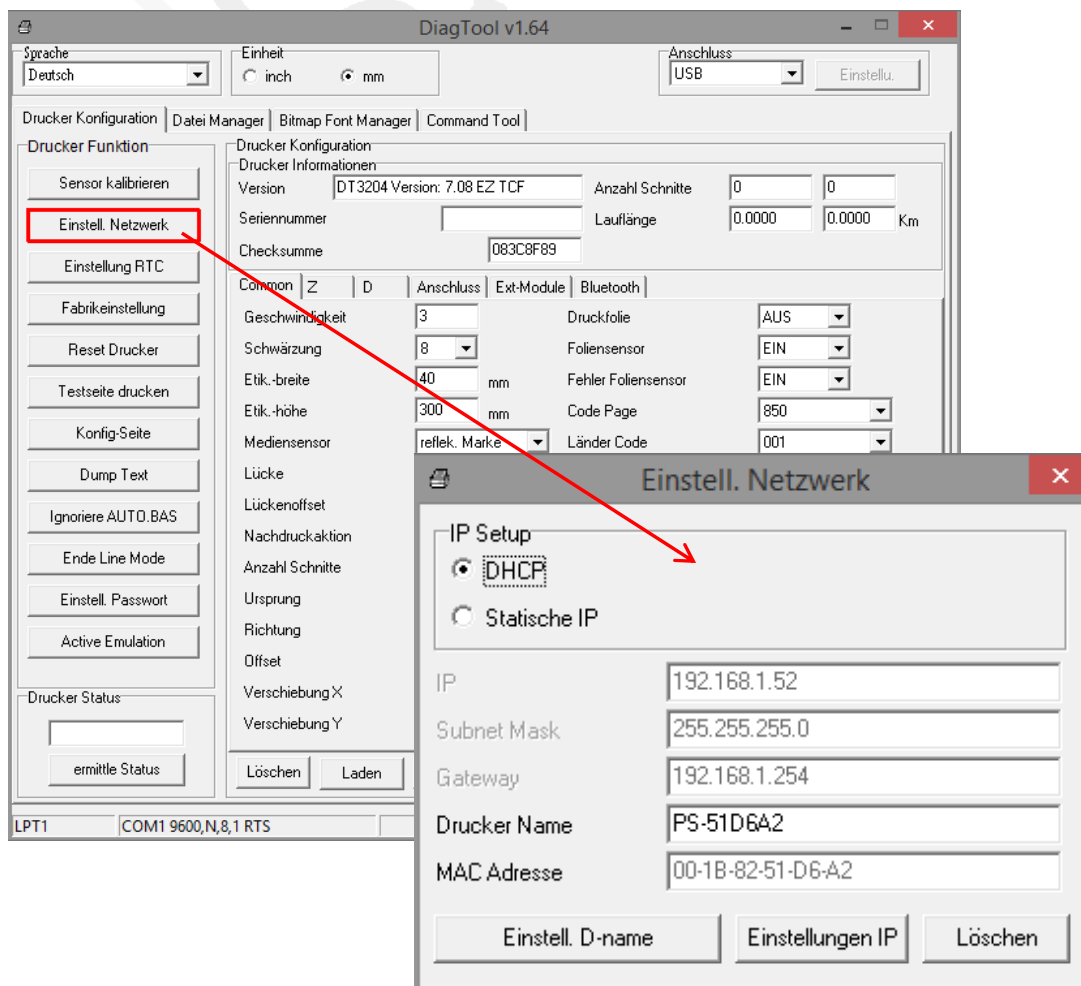 DiagTool v1.64
Sprache
Deutsch
Einheit
inch mm
Anschluss
USB
Einstellu.
Drucker Konfiguration Datei Manager Bitmap Font Manager Command Tool
Drucker Funktion
Sensor kalibrieren
Einstell. Netzwerk
Einstellung RTC
Fabrikeinstellung
Reset Drucker
Testseite drucken
Konfig-Seite
Dump Text
Ignoriere AUTO.BAS
Ende Line Mode
Einstell. Passwort
Active Emulation
Drucker Status
ermittle Status
Drucker Konfiguration
Drucker Informationen
Version DT3204 Version: 7.08 EZ TCF Anzahl Schnitte 0 0
Seriennummer Lauflänge 0.0000 0.0000 Km
Checksumme 083C8F89
Common Z D Anschluss Ext-Module Bluetooth
Geschwindigkeit 3 Druckfolie AUS
Schwärzung 8 Foliensensor EIN
Etik.-breite 40 mm Fehler Foliensensor EIN
Etik.-höhe 300 mm Code Page 850
Mediensensor reflek. Marke Länder Code 001
Lücke
Lückenoffset
Nachdruckaktion
Anzahl Schnitte
Ursprung
Richtung
Offset
Verschiebung X
Verschiebung Y
Löschen Laden
LPT1 COM1 9600,N,8,1 RTS
Einstell. Netzwerk
IP Setup
DHCP
Statische IP
IP 192.168.1.52
Subnet Mask 255.255.255.0
Gateway 192.168.1.254
Drucker Name PS-51D6A2
MAC Adresse 00-1B-82-51-D6-A2
Einstell. D-name Einstellungen IP Löschen